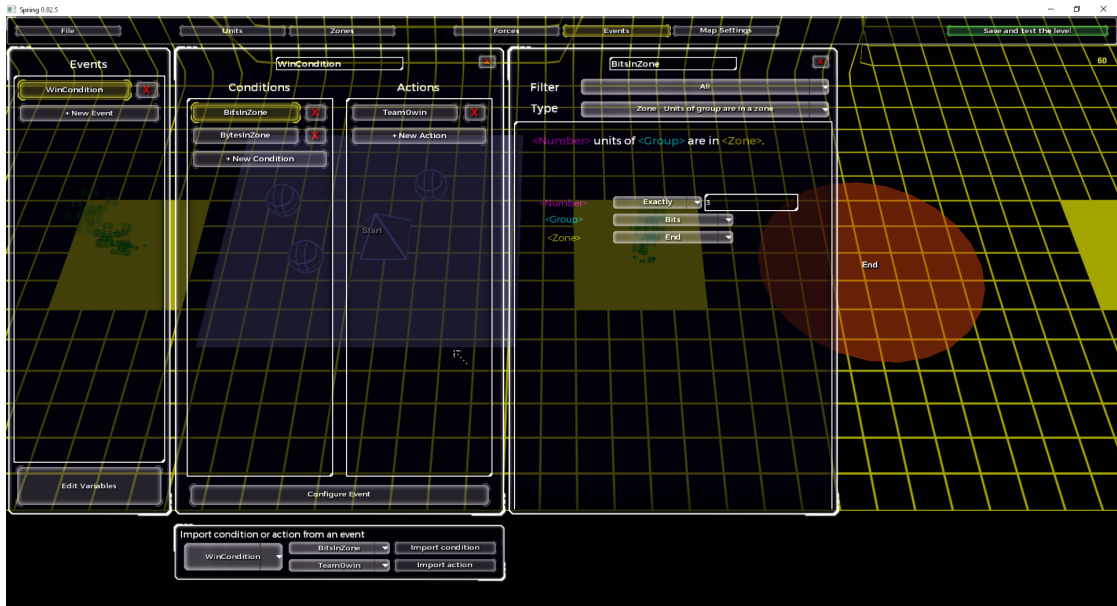 Spring 0.82.5
File
Units
Zones
Forces
Events
Map Settings
Save and test the level
60
Events
WinCondition
X
+ New Event
Edit Variables
WinCondition
X
Conditions
BitsInZone
X
BytesInZone
X
+ New Condition
Actions
Team0win
X
+ New Action
Configure Event
BitsInZone
X
Filter
All
Type
Zone - Units of group are in a zone
<Number> units of <Group> are in <Zone>.
<Number>
Exactly
3
<Group>
Bits
<Zone>
End
Start
End
Import condition or action from an event
WinCondition
BitsInZone
Import condition
Team0win
Import action